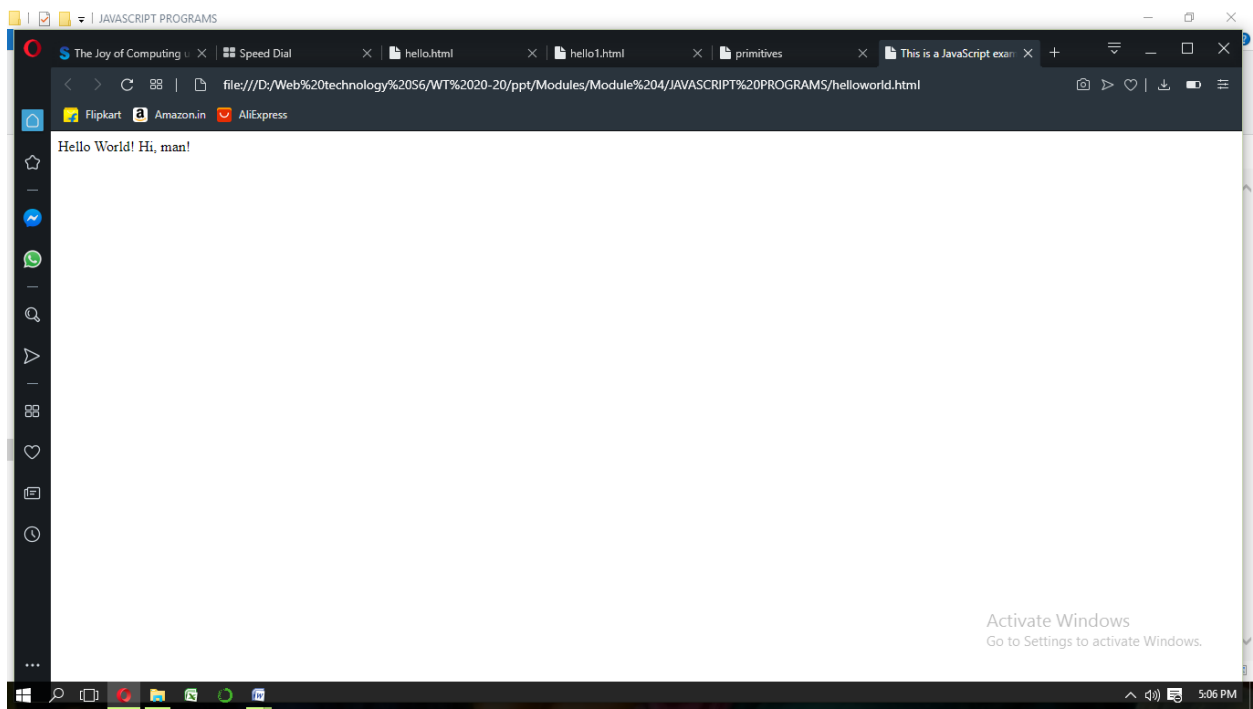 JAVASCRIPT PROGRAMS
The Joy of Computing u
Speed Dial
hello.html
hello1.html
primitives
This is a JavaScript exam
file:///D:/Web%20technology%20S6/WT%2020-20/ppt/Modules/Module%204/JAVASCRIPT%20PROGRAMS/helloworld.html
Flipkart Amazon.in AliExpress
Hello World! Hi, man!
Activate Windows
Go to Settings to activate Windows.
5:06 PM